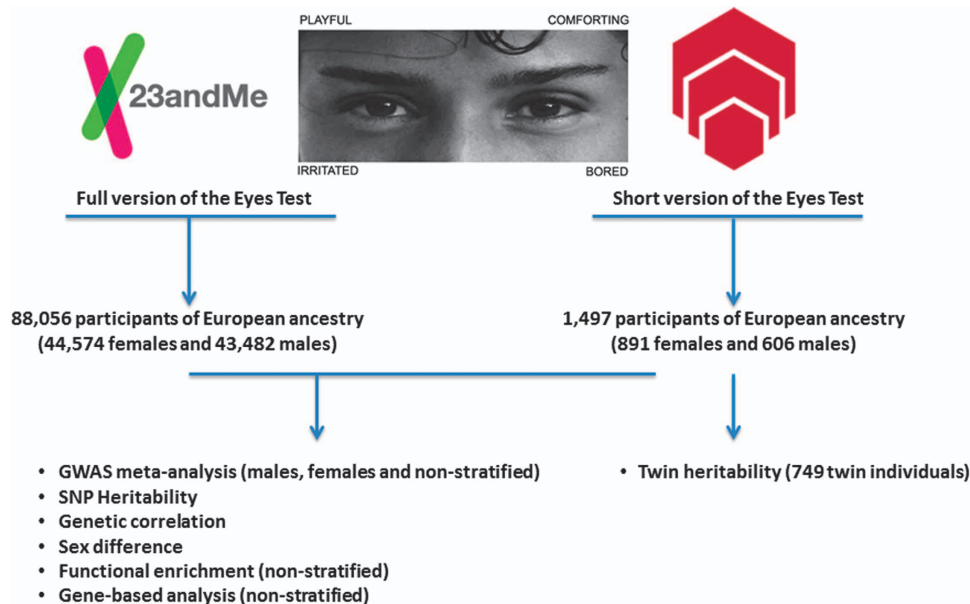 PLAYFUL
COMFORTING
23andMe
IRRITATED
BORED
Full version of the Eyes Test
Short version of the Eyes Test
88,056 participants of European ancestry
(44,574 females and 43,482 males)
1,497 participants of European ancestry
(891 females and 606 males)
• GWAS meta-analysis (males, females and non-stratified)
• SNP Heritability
• Genetic correlation
• Sex difference
• Functional enrichment (non-stratified)
• Gene-based analysis (non-stratified)
• Twin heritability (749 twin individuals)